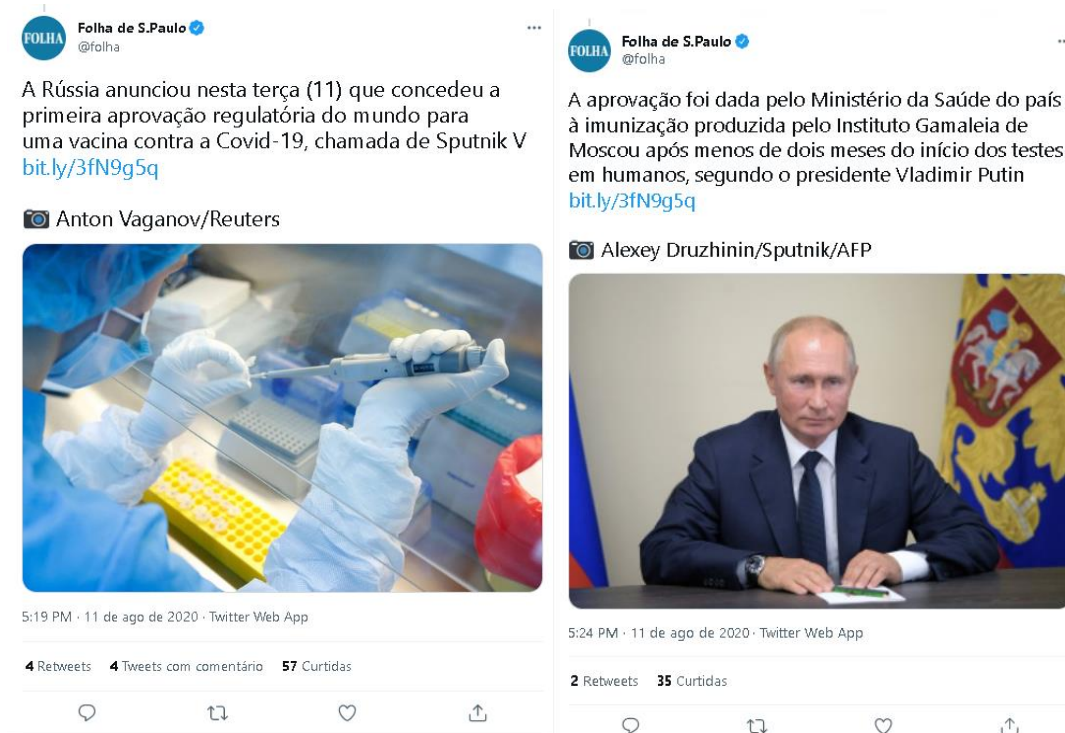 FOLHA
Folha de S.Paulo
@folha
A Rússia anunciou nesta terça (11) que concedeu a
primeira aprovação regulatória do mundo para
uma vacina contra a Covid-19, chamada de Sputnik V
bit.ly/3fN9g5q
Anton Vaganov/Reuters
5:19 PM · 11 de ago de 2020 · Twitter Web App
4 Retweets 4 Tweets com comentário 57 Curtidas
FOLHA
Folha de S.Paulo
@folha
A aprovação foi dada pelo Ministério da Saúde do país
à imunização produzida pelo Instituto Gamaleia de
Moscou após menos de dois meses do início dos testes
em humanos, segundo o presidente Vladimir Putin
bit.ly/3fN9g5q
Alexey Druzhinin/Sputnik/AFP
5:24 PM · 11 de ago de 2020 · Twitter Web App
2 Retweets 35 Curtidas